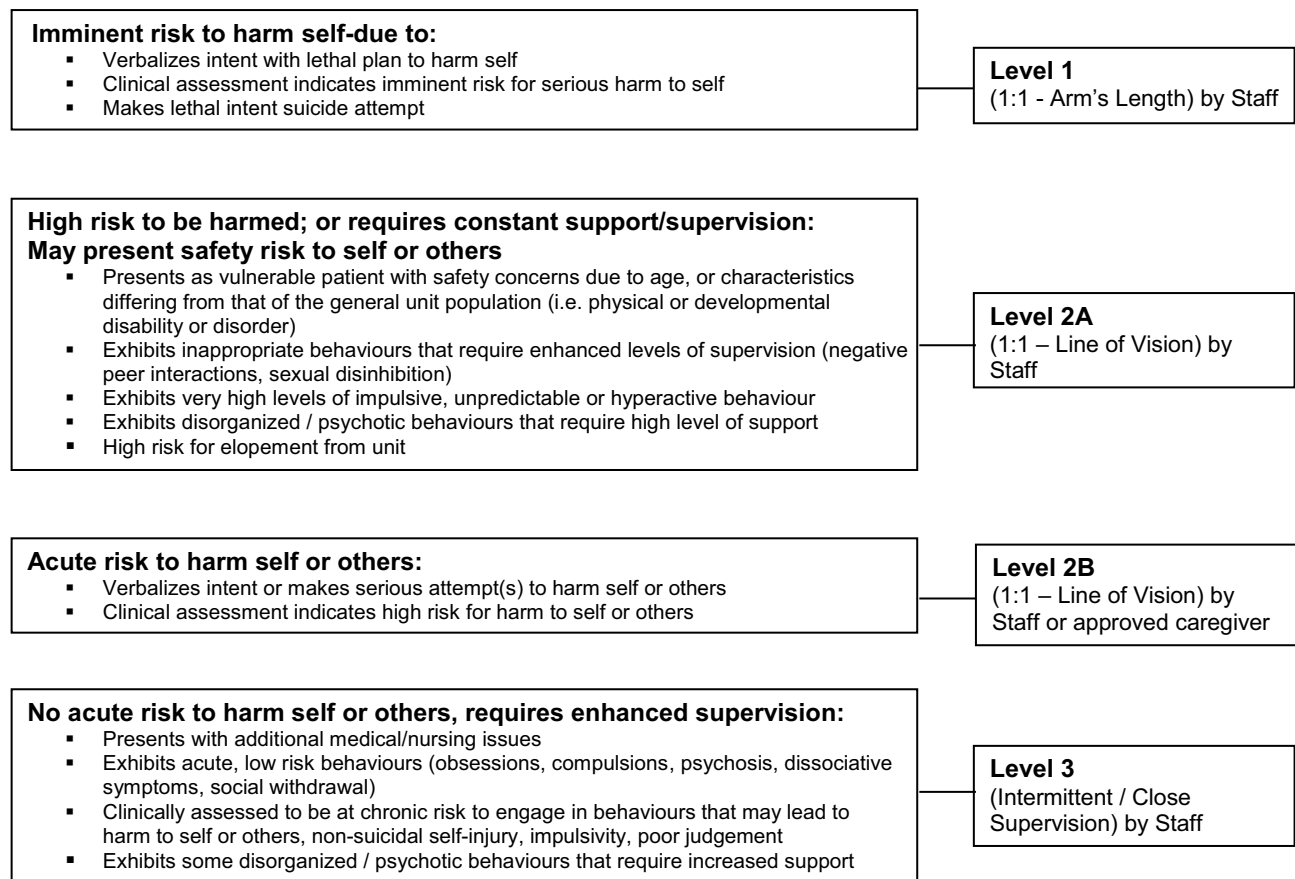 Imminent risk to harm self-due to:
▪ Verbalizes intent with lethal plan to harm self
▪ Clinical assessment indicates imminent risk for serious harm to self
▪ Makes lethal intent suicide attempt
Level 1
(1:1 - Arm's Length) by Staff
High risk to be harmed; or requires constant support/supervision:
May present safety risk to self or others
▪ Presents as vulnerable patient with safety concerns due to age, or characteristics
differing from that of the general unit population (i.e. physical or developmental
disability or disorder)
▪ Exhibits inappropriate behaviours that require enhanced levels of supervision (negative
peer interactions, sexual disinhibition)
▪ Exhibits very high levels of impulsive, unpredictable or hyperactive behaviour
▪ Exhibits disorganized / psychotic behaviours that require high level of support
▪ High risk for elopement from unit
Level 2A
(1:1 – Line of Vision) by
Staff
Acute risk to harm self or others:
▪ Verbalizes intent or makes serious attempt(s) to harm self or others
▪ Clinical assessment indicates high risk for harm to self or others
Level 2B
(1:1 – Line of Vision) by
Staff or approved caregiver
No acute risk to harm self or others, requires enhanced supervision:
▪ Presents with additional medical/nursing issues
▪ Exhibits acute, low risk behaviours (obsessions, compulsions, psychosis, dissociative
symptoms, social withdrawal)
▪ Clinically assessed to be at chronic risk to engage in behaviours that may lead to
harm to self or others, non-suicidal self-injury, impulsivity, poor judgement
▪ Exhibits some disorganized / psychotic behaviours that require increased support
Level 3
(Intermittent / Close
Supervision) by Staff